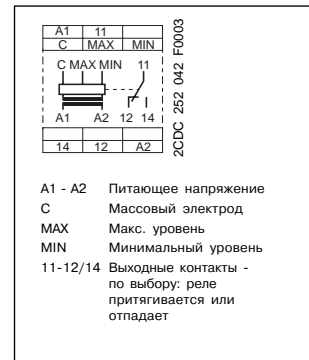 A1 11
C MAX MIN
C MAX MIN 11
A1 A2 12 14
14 12 A2
2CDC 252 042 F0003
A1 - A2 Питающее напряжение
C Массовый электрод
MAX Макс. уровень
MIN Минимальный уровень
11-12/14 Выходные контакты -
по выбору: реле
притягивается или
отпадает